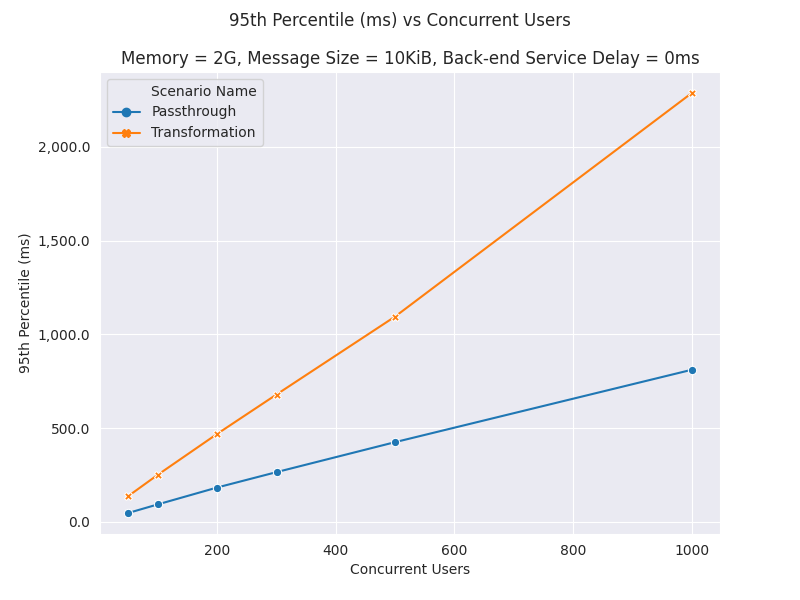 95th Percentile (ms) vs Concurrent Users
Memory = 2G, Message Size = 10KiB, Back-end Service Delay = 0ms
Scenario Name
Passthrough
Transformation
2,000.0
1,500.0
1,000.0
500.0
0.0
95th Percentile (ms)
200 400 600 800 1000
Concurrent Users